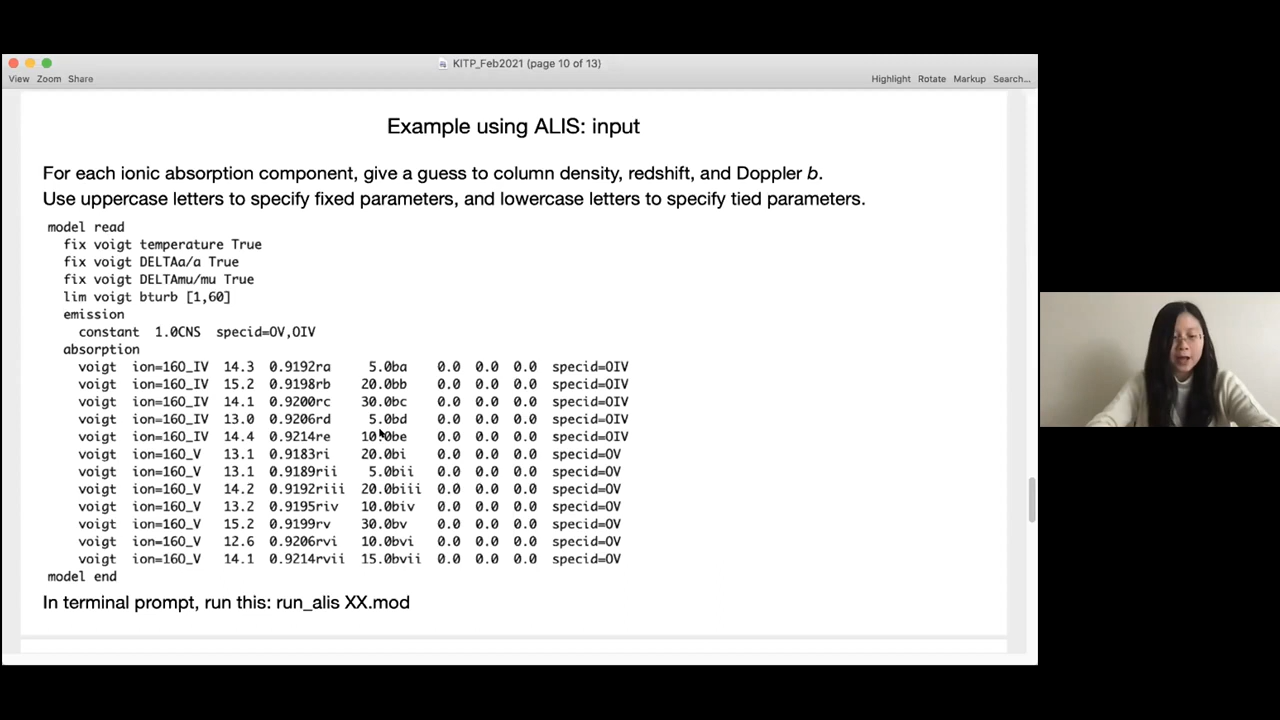 KITP_Feb2021 (page 10 of 13)
View Zoom Share Highlight Rotate Markup Search...
Example using ALIS: input
For each ionic absorption component, give a guess to column density, redshift, and Doppler b.
Use uppercase letters to specify fixed parameters, and lowercase letters to specify tied parameters.
model read
fix voigt temperature True
fix voigt DELTAa/a True
fix voigt DELTAmu/mu True
lim voigt bturb [1,60]
emission
constant 1.0CNS specid=OV,OIV
absorption
voigt ion=16O_IV 14.3 0.9192ra 5.0ba 0.0 0.0 0.0 specid=OIV
voigt ion=16O_IV 15.2 0.9198rb 20.0bb 0.0 0.0 0.0 specid=OIV
voigt ion=16O_IV 14.1 0.9200rc 30.0bc 0.0 0.0 0.0 specid=OIV
voigt ion=16O_IV 13.0 0.9206rd 5.0bd 0.0 0.0 0.0 specid=OIV
voigt ion=16O_IV 14.4 0.9214re 10.0be 0.0 0.0 0.0 specid=OIV
voigt ion=16O_V 13.1 0.9183ri 20.0bi 0.0 0.0 0.0 specid=OV
voigt ion=16O_V 13.1 0.9189rii 5.0bii 0.0 0.0 0.0 specid=OV
voigt ion=16O_V 14.2 0.9192riii 20.0biii 0.0 0.0 0.0 specid=OV
voigt ion=16O_V 13.2 0.9195riv 10.0biv 0.0 0.0 0.0 specid=OV
voigt ion=16O_V 15.2 0.9199rv 30.0bv 0.0 0.0 0.0 specid=OV
voigt ion=16O_V 12.6 0.9206rvi 10.0bvi 0.0 0.0 0.0 specid=OV
voigt ion=16O_V 14.1 0.9214rvii 15.0bvii 0.0 0.0 0.0 specid=OV
model end
In terminal prompt, run this: run_alis XX.mod